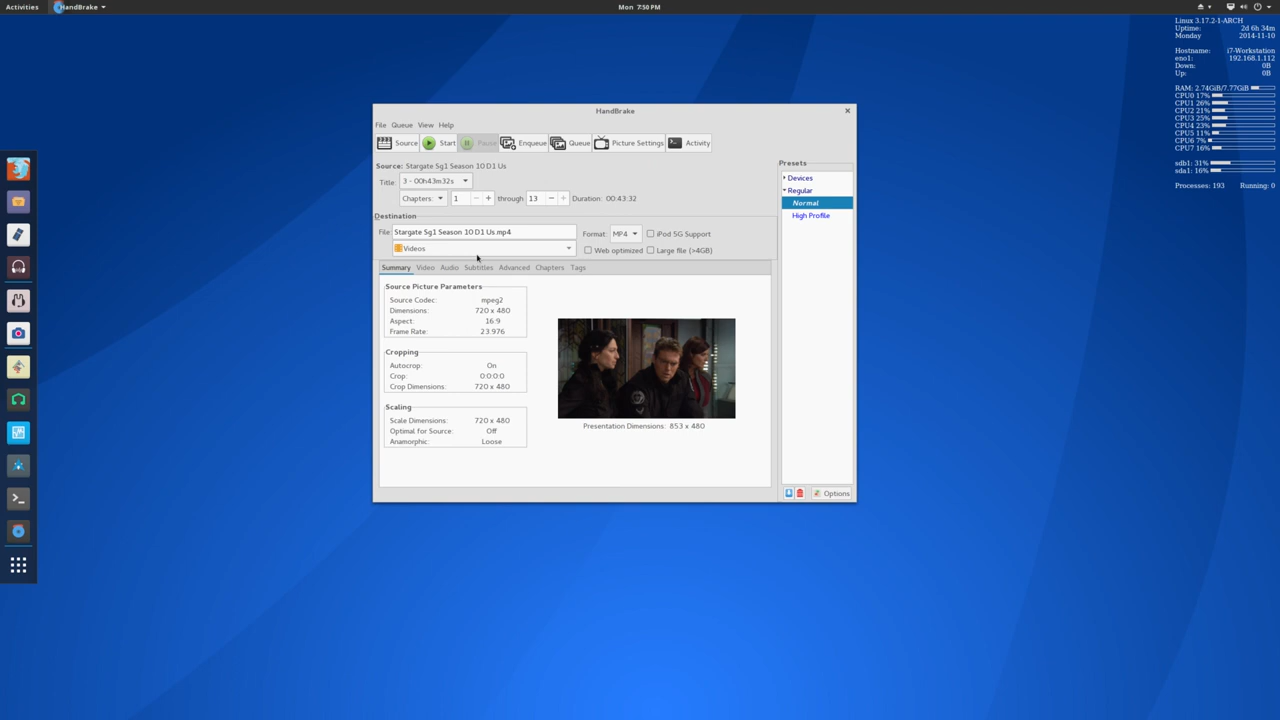 Activities HandBrake Mon 7:50 PM
Linux 3.17.2-1-ARCH
Uptime: 2d 6h 34m
Monday 2014-11-10
Hostname: i7-Workstation
eno1: 192.168.1.112
Down: 0B
Up: 0B
RAM: 2.74GiB/7.77GiB
CPU0 17%
CPU1 26%
CPU2 21%
CPU3 25%
CPU4 23%
CPU5 11%
CPU6 7%
CPU7 16%
sdb1: 31%
sda1: 16%
Processes: 193 Running: 0
HandBrake
File Queue View Help
Source Start Pause Enqueue Queue Picture Settings Activity
Source: Stargate Sg1 Season 10 D1 Us
Title: 3 - 00h43m32s
Chapters: 1 through 13 Duration: 00:43:32
Destination
File: Stargate Sg1 Season 10 D1 Us.mp4 Format: MP4 iPod 5G Support
Videos Web optimized Large file (>4GB)
Summary Video Audio Subtitles Advanced Chapters Tags
Source Picture Parameters
Source Codec: mpeg2
Dimensions: 720 x 480
Aspect: 16:9
Frame Rate: 23.976
Cropping
Autocrop: On
Crop: 0:0:0:0
Crop Dimensions: 720 x 480
Scaling
Scale Dimensions: 720 x 480
Optimal for Source: Off
Anamorphic: Loose
Presentation Dimensions: 853 x 480
Presets
Devices
Regular
Normal
High Profile
Options